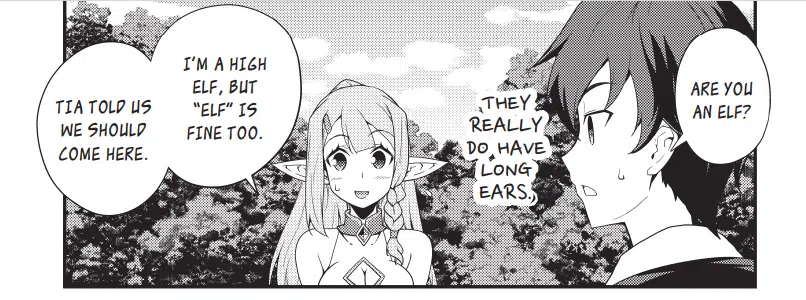 ARE YOU
AN ELF?
THEY
REALLY
DO HAVE
LONG
EARS.
I'M A HIGH
ELF, BUT
"ELF" IS
FINE TOO.
TIA TOLD US
WE SHOULD
COME HERE.